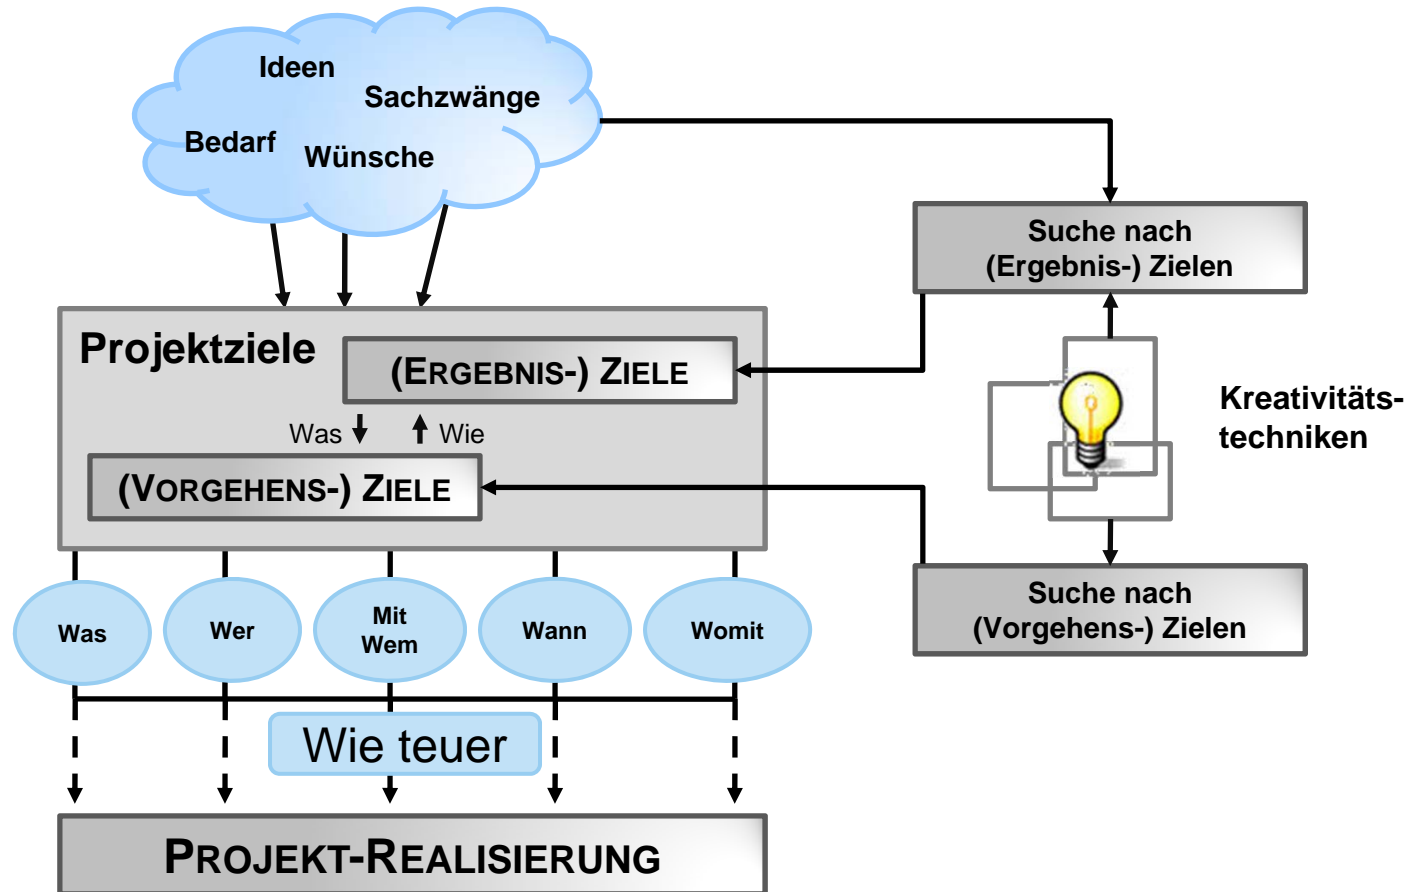 Ideen
Sachzwänge
Bedarf
Wünsche
Suche nach
(Ergebnis-) Zielen
Projektziele
(ERGEBNIS-) ZIELE
Was
Wie
(VORGEHENS-) ZIELE
Kreativitäts-
techniken
Suche nach
(Vorgehens-) Zielen
Was
Wer
Mit
Wem
Wann
Womit
Wie teuer
PROJEKT-REALISIERUNG